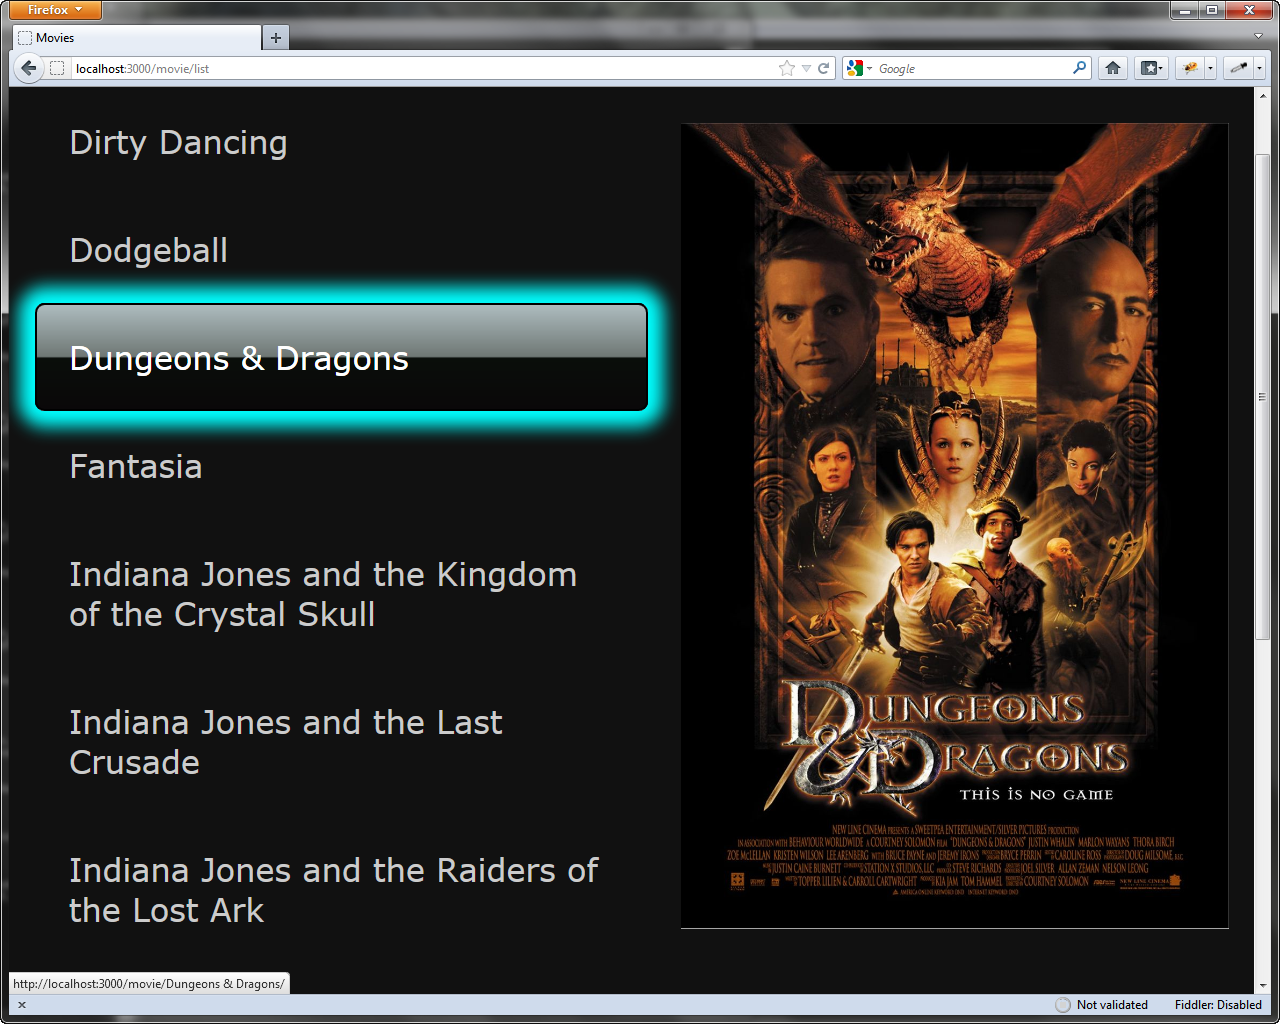 Firefox
Movies
localhost:3000/movie/list
Google
Dirty Dancing
Dodgeball
Dungeons & Dragons
Fantasia
Indiana Jones and the Kingdom
of the Crystal Skull
Indiana Jones and the Last
Crusade
Indiana Jones and the Raiders of
the Lost Ark
DUNGEONS
& DRAGONS
THIS IS NO GAME
NEW LINE CINEMA PRESENTS A SWEETPEA ENTERTAINMENT/SILVER PICTURES PRODUCTION
IN ASSOCIATION WITH BEHAVIOUR WORLDWIDE A COURTNEY SOLOMON FILM "DUNGEONS & DRAGONS" JUSTIN WHALIN MARLON WAYANS THORA BIRCH
ZOE McLELLAN KRISTEN WILSON LEE ARENBERG WITH BRUCE PAYNE AND JEREMY IRONS BRYCE PERRIN CAROLINE ROSS DOUG MILSOME, B.S.C.
JUSTIN CAINE BURNETT STATION X STUDIOS, LLC STEVE RICHARDS JOEL SILVER ALLAN ZEMAN NELSON LEONG
TOPPER LILIEN & CARROLL CARTWRIGHT KIA JAM TOM HAMMEL COURTNEY SOLOMON NEW LINE CINEMA
http://localhost:3000/movie/Dungeons & Dragons/
Not validated
Fiddler: Disabled